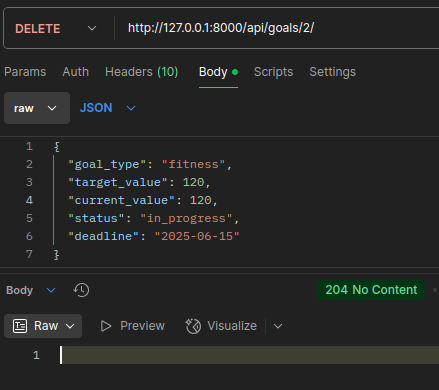 DELETE http://127.0.0.1:8000/api/goals/2/
Params Auth Headers (10) Body Scripts Settings
raw JSON
1 {
2 "goal_type": "fitness",
3 "target_value": 120,
4 "current_value": 120,
5 "status": "in_progress",
6 "deadline": "2025-06-15"
7 }
Body 204 No Content
Raw Preview Visualize
1